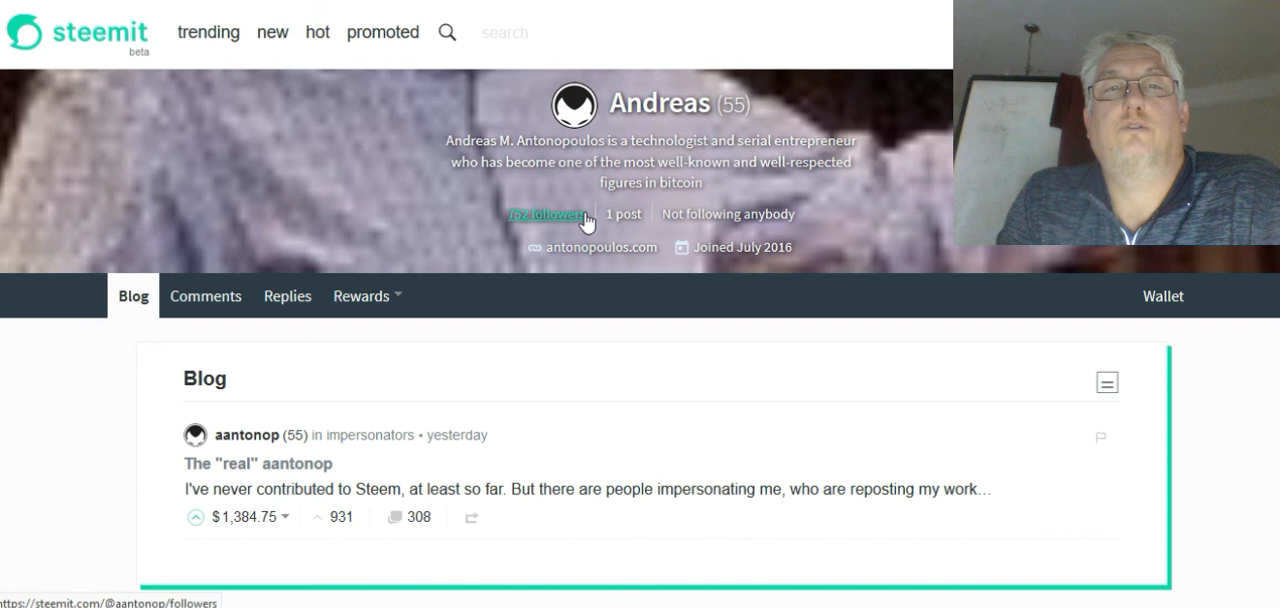 steemit
beta
trending new hot promoted search
Andreas (55)
Andreas M. Antonopoulos is a technologist and serial entrepreneur
who has become one of the most well-known and well-respected
figures in bitcoin
752 followers 1 post Not following anybody
antonopoulos.com Joined July 2016
Blog Comments Replies Rewards Wallet
Blog
aantonop (55) in impersonators • yesterday
The "real" aantonop
I've never contributed to Steem, at least so far. But there are people impersonating me, who are reposting my work…
$1,384.75 931 308
https://steemit.com/@aantonop/followers